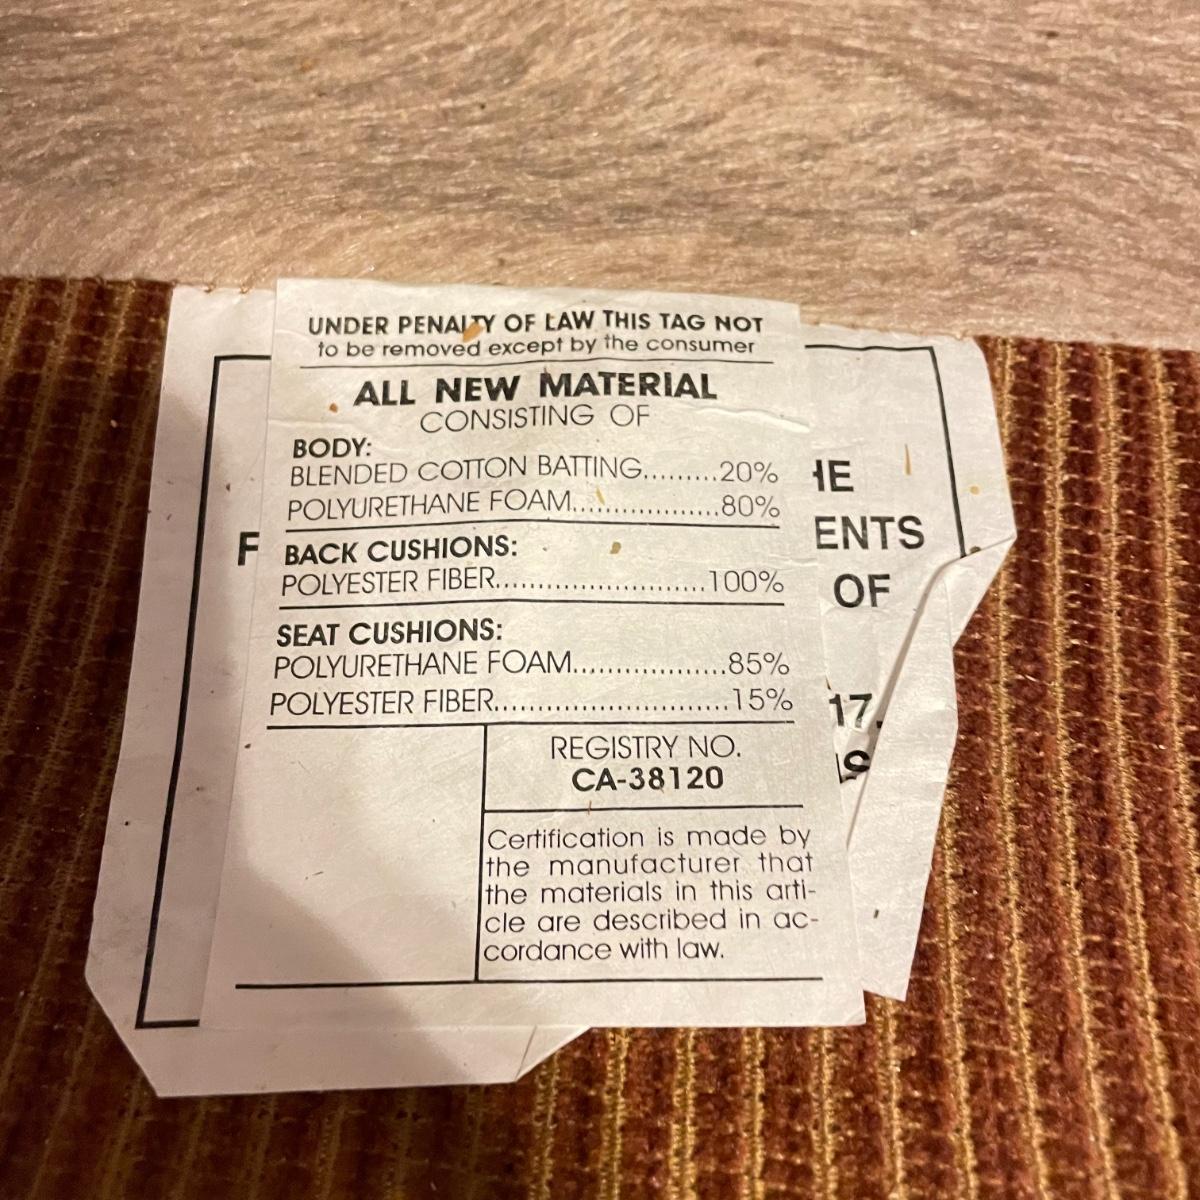 UNDER PENALTY OF LAW THIS TAG NOT
to be removed except by the consumer
ALL NEW MATERIAL
CONSISTING OF
BODY:
BLENDED COTTON BATTING.........20%
POLYURETHANE FOAM..................80%
BACK CUSHIONS:
POLYESTER FIBER.........................100%
SEAT CUSHIONS:
POLYURETHANE FOAM..................85%
POLYESTER FIBER............................15%
REGISTRY NO.
CA-38120
Certification is made by
the manufacturer that
the materials in this arti-
cle are described in ac-
cordance with law.
F
ENTS
OF
17.